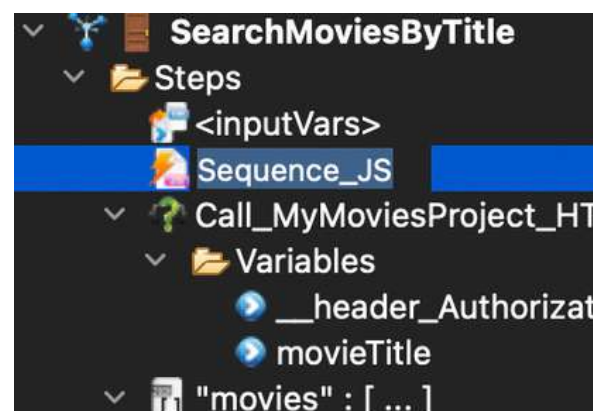 SearchMoviesByTitle
Steps
<inputVars>
Sequence_JS
Call_MyMoviesProject_HT
Variables
__header_Authorizat
movieTitle
"movies" : [ ... ]